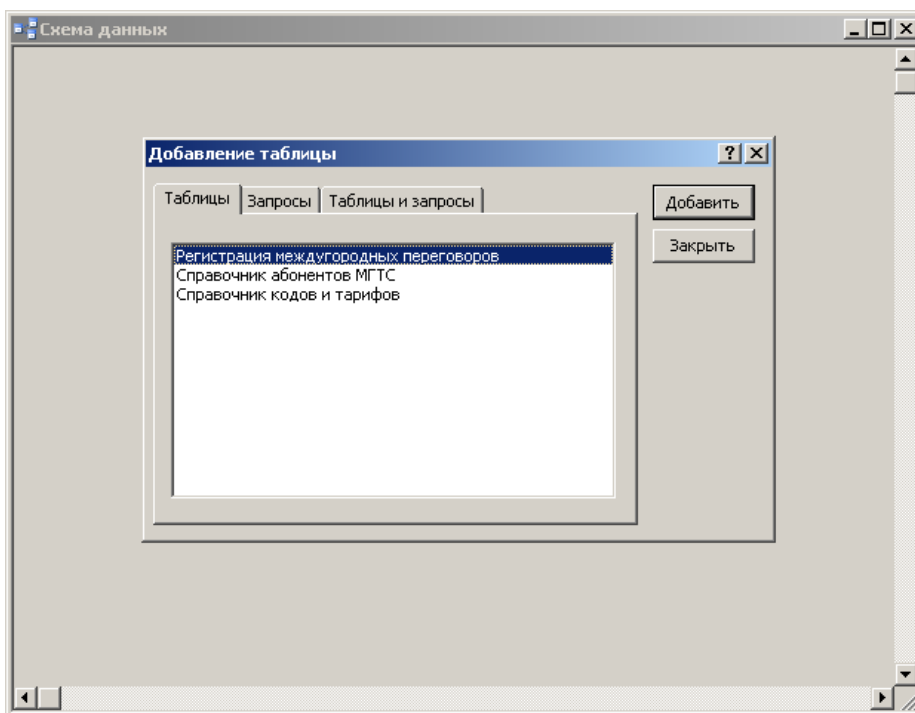 Схема данных
Добавление таблицы
Таблицы Запросы Таблицы и запросы
Добавить
Закрыть
Регистрация междугородных переговоров
Справочник абонентов МГТС
Справочник кодов и тарифов